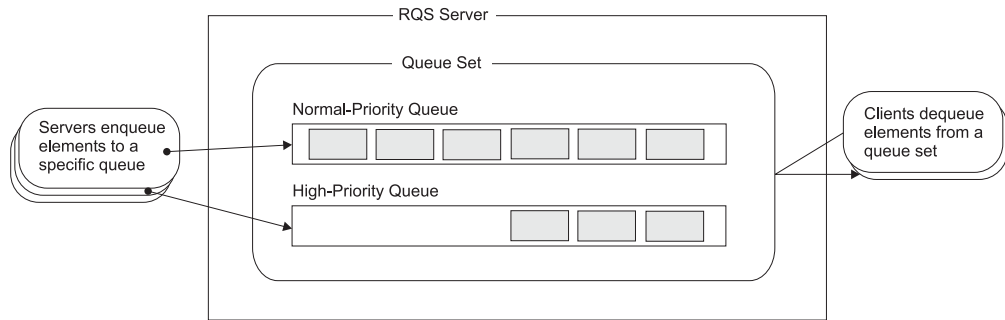 RQS Server
Queue Set
Normal-Priority Queue
Servers enqueue
elements to a
specific queue
High-Priority Queue
Clients dequeue
elements from a
queue set